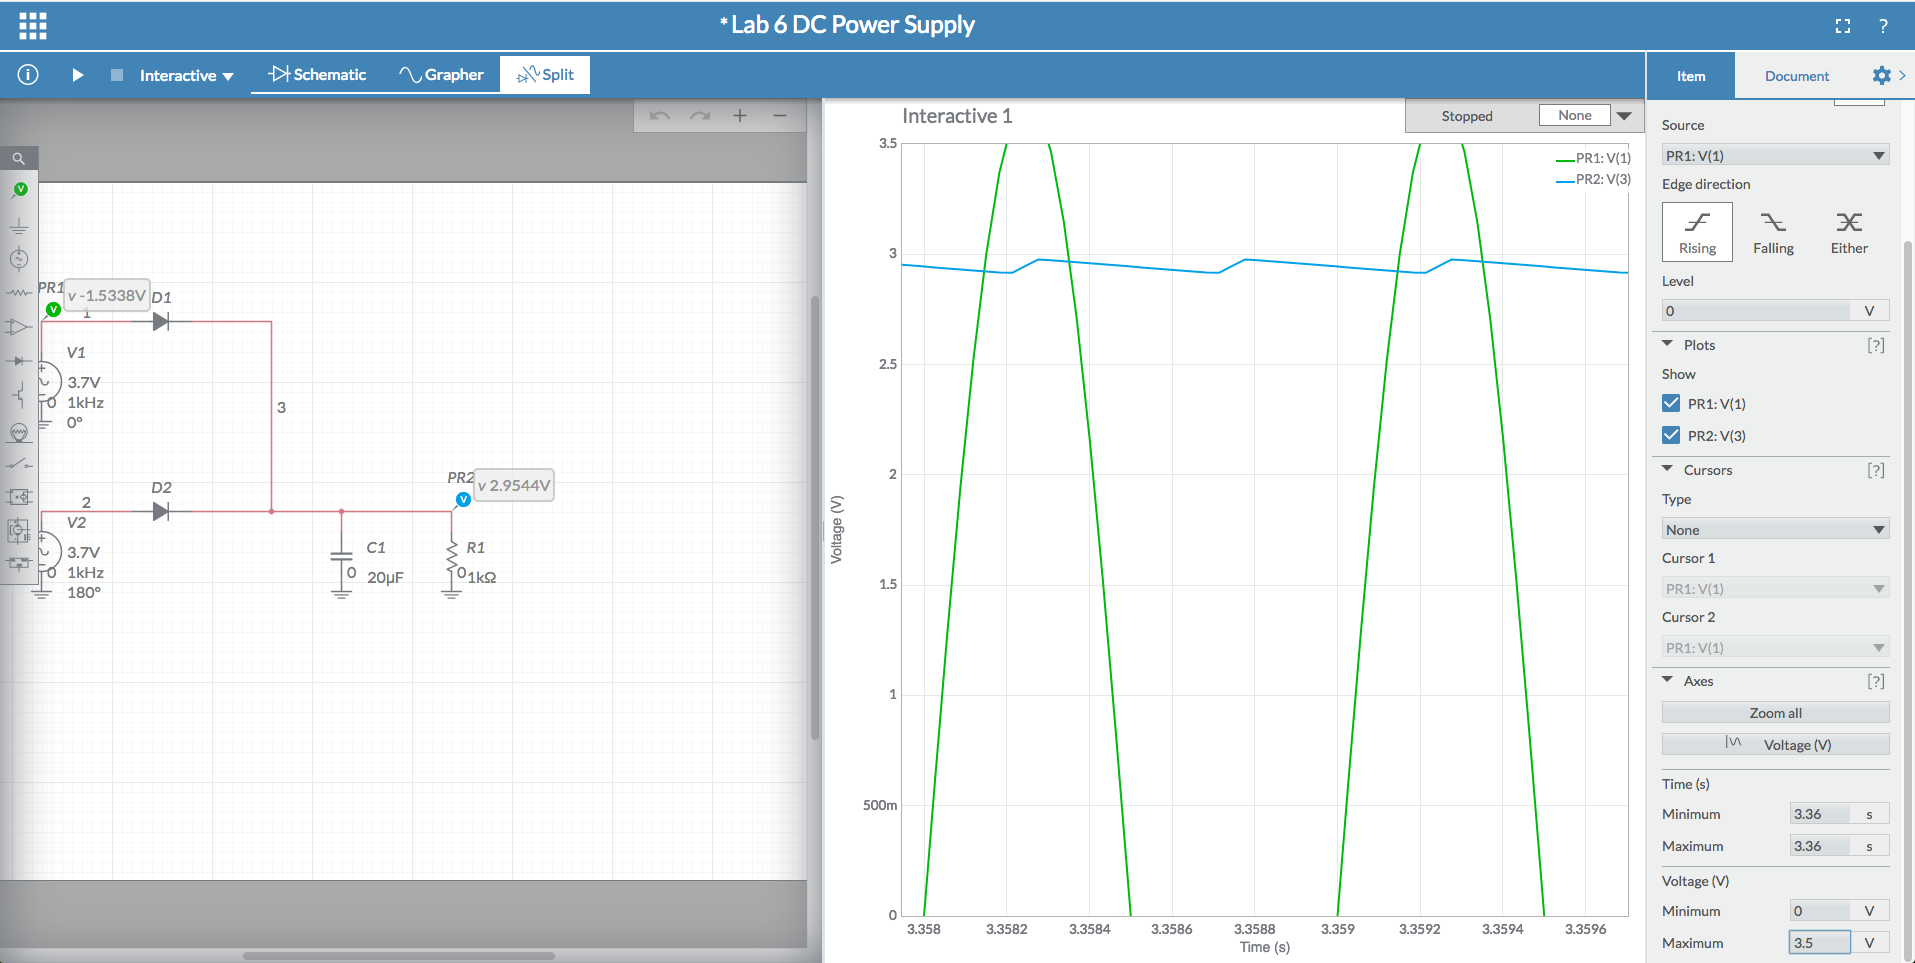 *Lab 6 DC Power Supply
?
i
Interactive
Schematic
Grapher
Split
Item
Document
Interactive 1
Stopped
None
PR1: V(1)
PR2: V(3)
3.5
3
2.5
2
1.5
1
500m
0
Voltage (V)
3.358
3.3582
3.3584
3.3586
3.3588
3.359
3.3592
3.3594
3.3596
Time (s)
V
PR1
v -1.5338V
D1
V
1
V1
3.7V
0
1kHz
0°
3
D2
2
V2
3.7V
0
1kHz
180°
PR2
v 2.9544V
V
C1
0
20µF
R1
0
1kΩ
Source
PR1: V(1)
Edge direction
Rising
Falling
Either
Level
0
V
Plots
[?]
Show
PR1: V(1)
PR2: V(3)
Cursors
[?]
Type
None
Cursor 1
PR1: V(1)
Cursor 2
PR1: V(1)
Axes
[?]
Zoom all
Voltage (V)
Time (s)
Minimum
3.36
s
Maximum
3.36
s
Voltage (V)
Minimum
0
V
Maximum
3.5
V